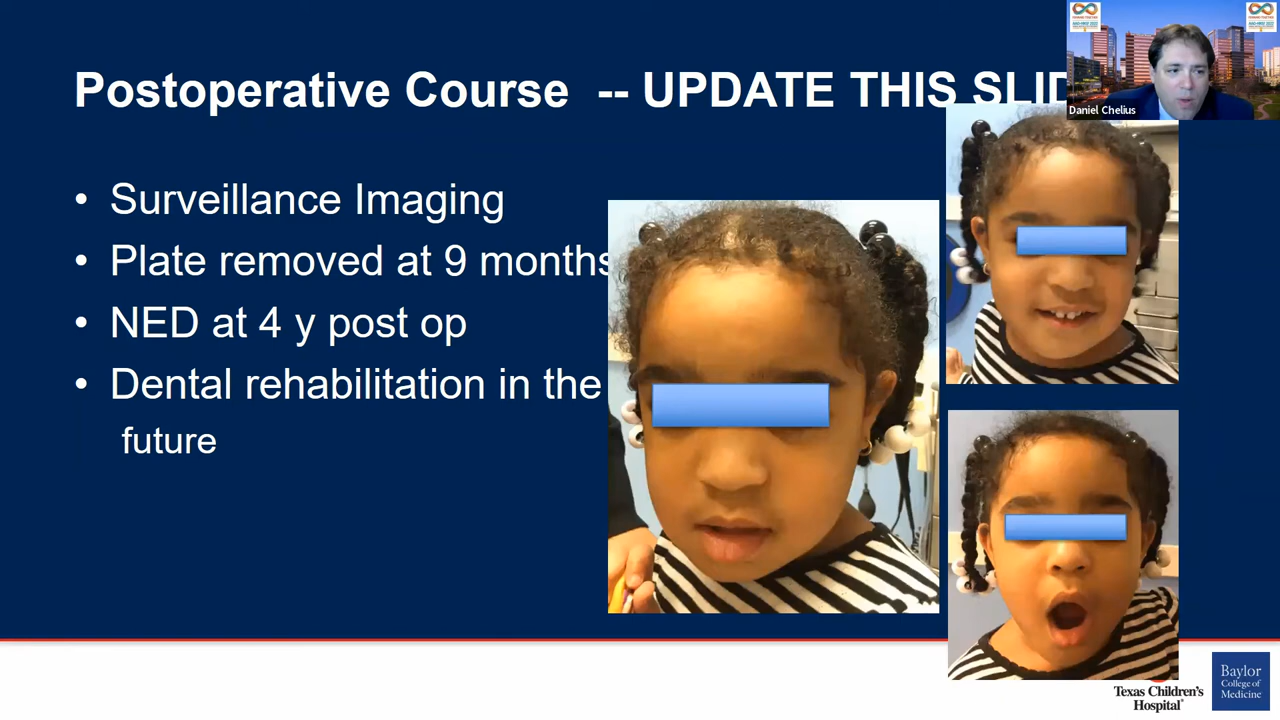 Postoperative Course -- UPDATE THIS SLID
Daniel Chelius
• Surveillance Imaging
• Plate removed at 9 months
• NED at 4 y post op
• Dental rehabilitation in the
future
Texas Children's
Hospital
Baylor
College of
Medicine